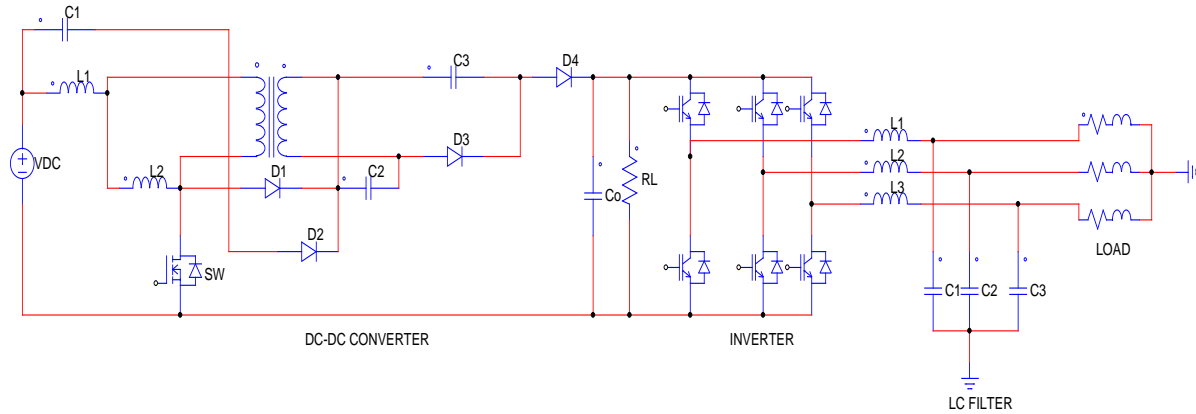 C1
L1
C3
D4
VDC
D3
L2
D1
C2
RL
Co
D2
SW
L1
L2
L3
LOAD
C1
C2
C3
DC-DC CONVERTER
INVERTER
LC FILTER